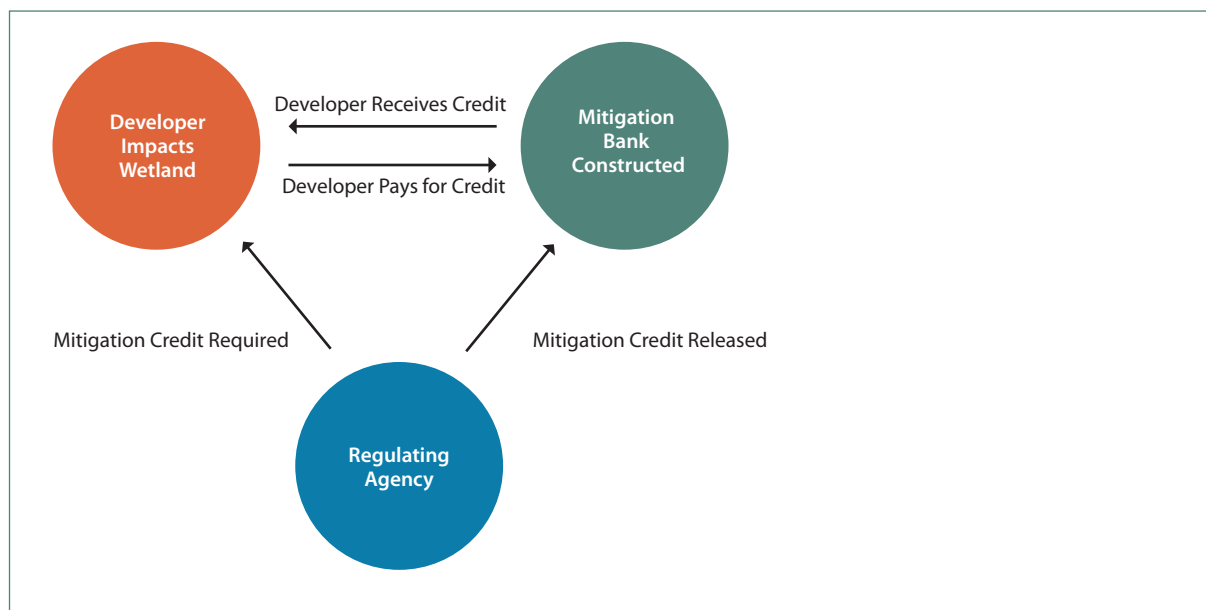 Developer
Impacts
Wetland
Developer Receives Credit
Developer Pays for Credit
Mitigation
Bank
Constructed
Mitigation Credit Required
Mitigation Credit Released
Regulating
Agency